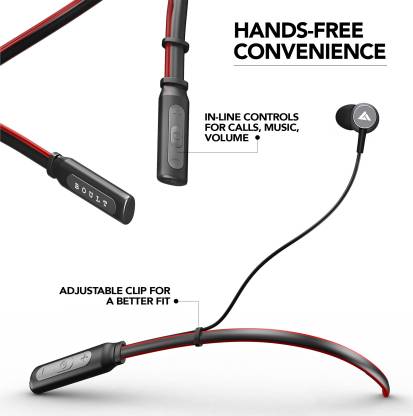 HANDS-FREE
CONVENIENCE
IN-LINE CONTROLS
FOR CALLS, MUSIC,
VOLUME
BOULT
ADJUSTABLE CLIP FOR
A BETTER FIT